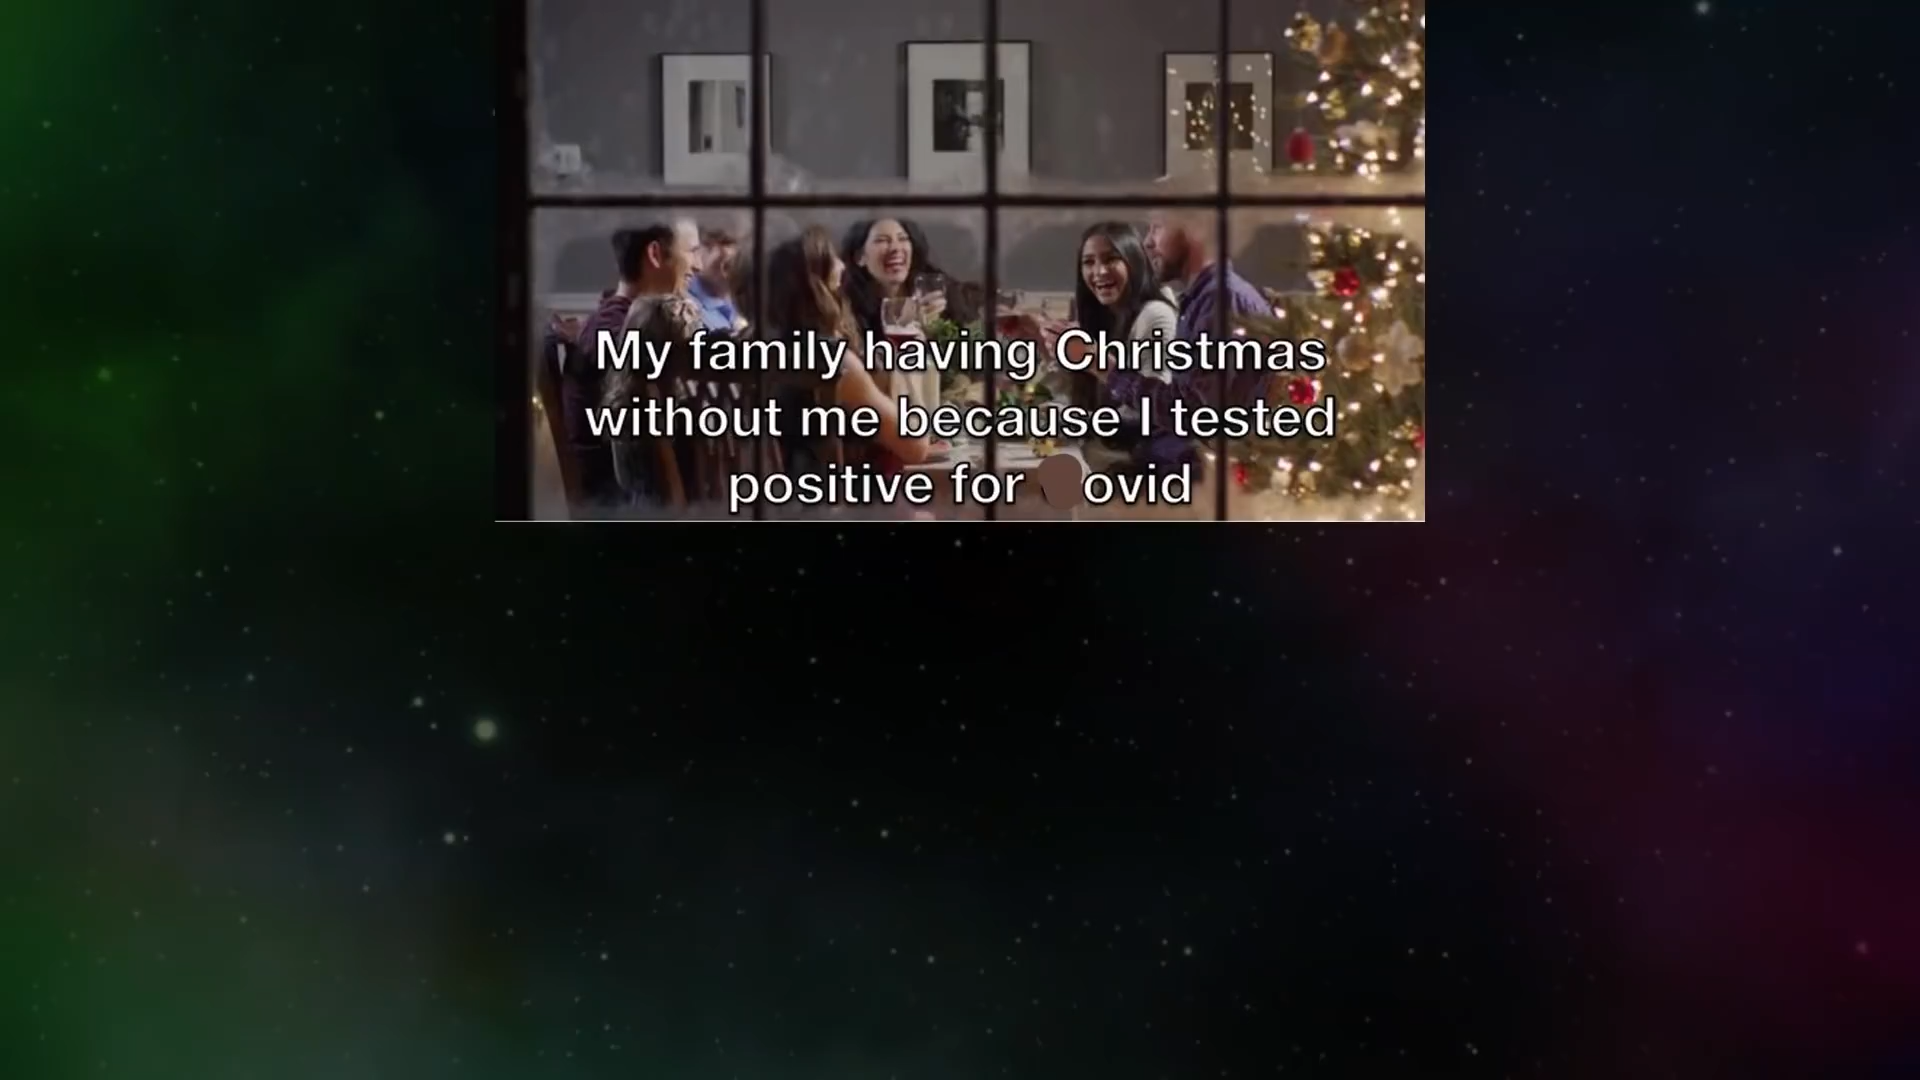 My family having Christmas
without me because I tested
positive for ovid